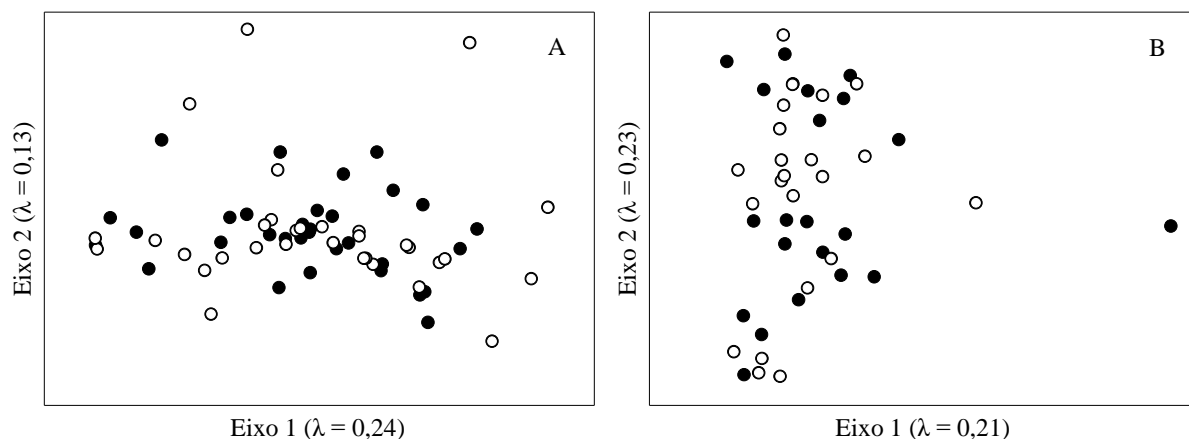 A
Eixo 2 (λ = 0,13)
Eixo 1 (λ = 0,24)
B
Eixo 2 (λ = 0,23)
Eixo 1 (λ = 0,21)